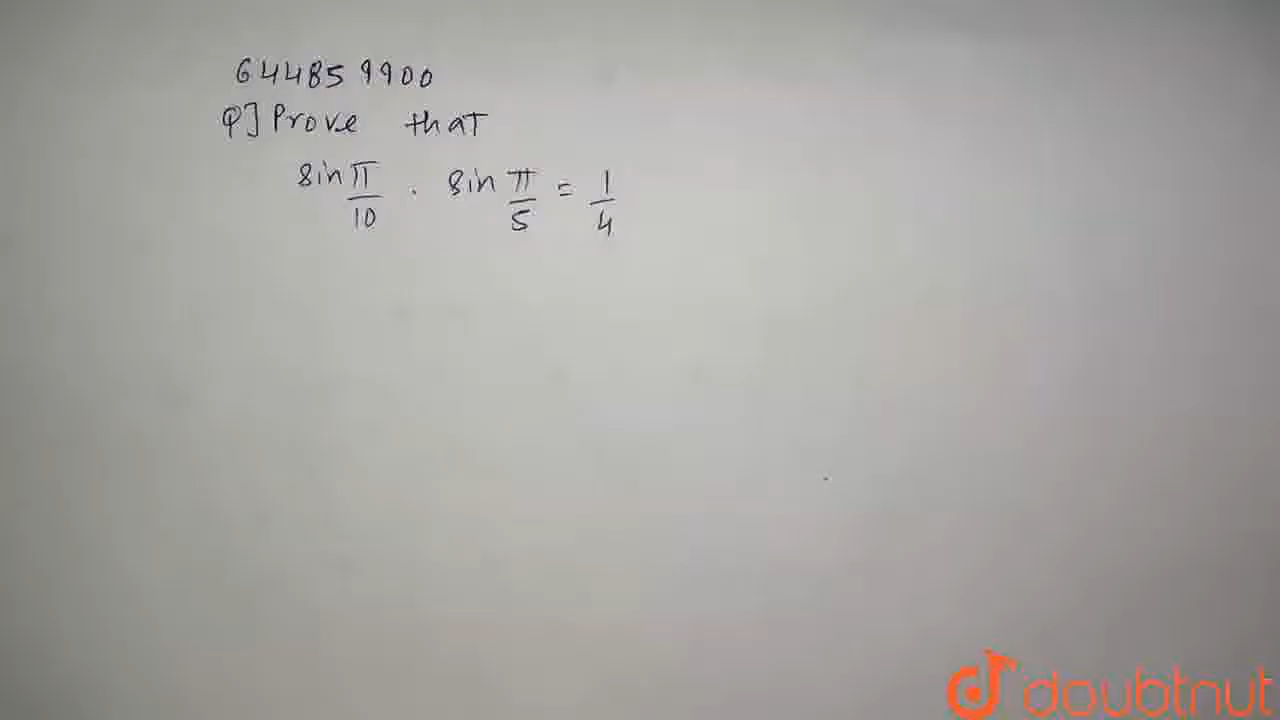 644859900
Q] Prove that
sin π/10 . sin π/5 = 1/4
doubtnut